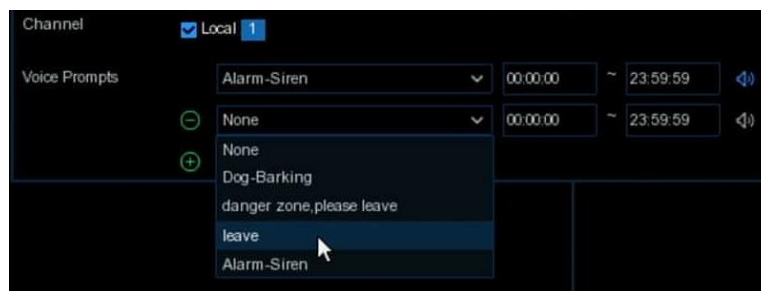 Channel Local 1
Voice Prompts Alarm-Siren 00:00:00 ~ 23:59:59
None 00:00:00 ~ 23:59:59
None
Dog-Barking
danger zone,please leave
leave
Alarm-Siren